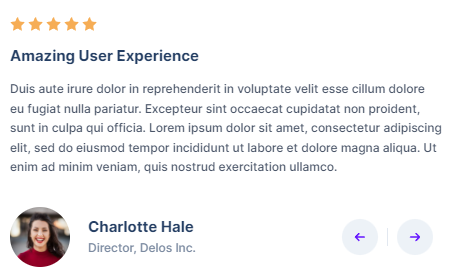 Amazing User Experience
Duis aute irure dolor in reprehenderit in voluptate velit esse cillum dolore
eu fugiat nulla pariatur. Excepteur sint occaecat cupidatat non proident,
sunt in culpa qui officia. Lorem ipsum dolor sit amet, consectetur adipiscing
elit, sed do eiusmod tempor incididunt ut labore et dolore magna aliqua. Ut
enim ad minim veniam, quis nostrud exercitation ullamco.
Charlotte Hale
Director, Delos Inc.